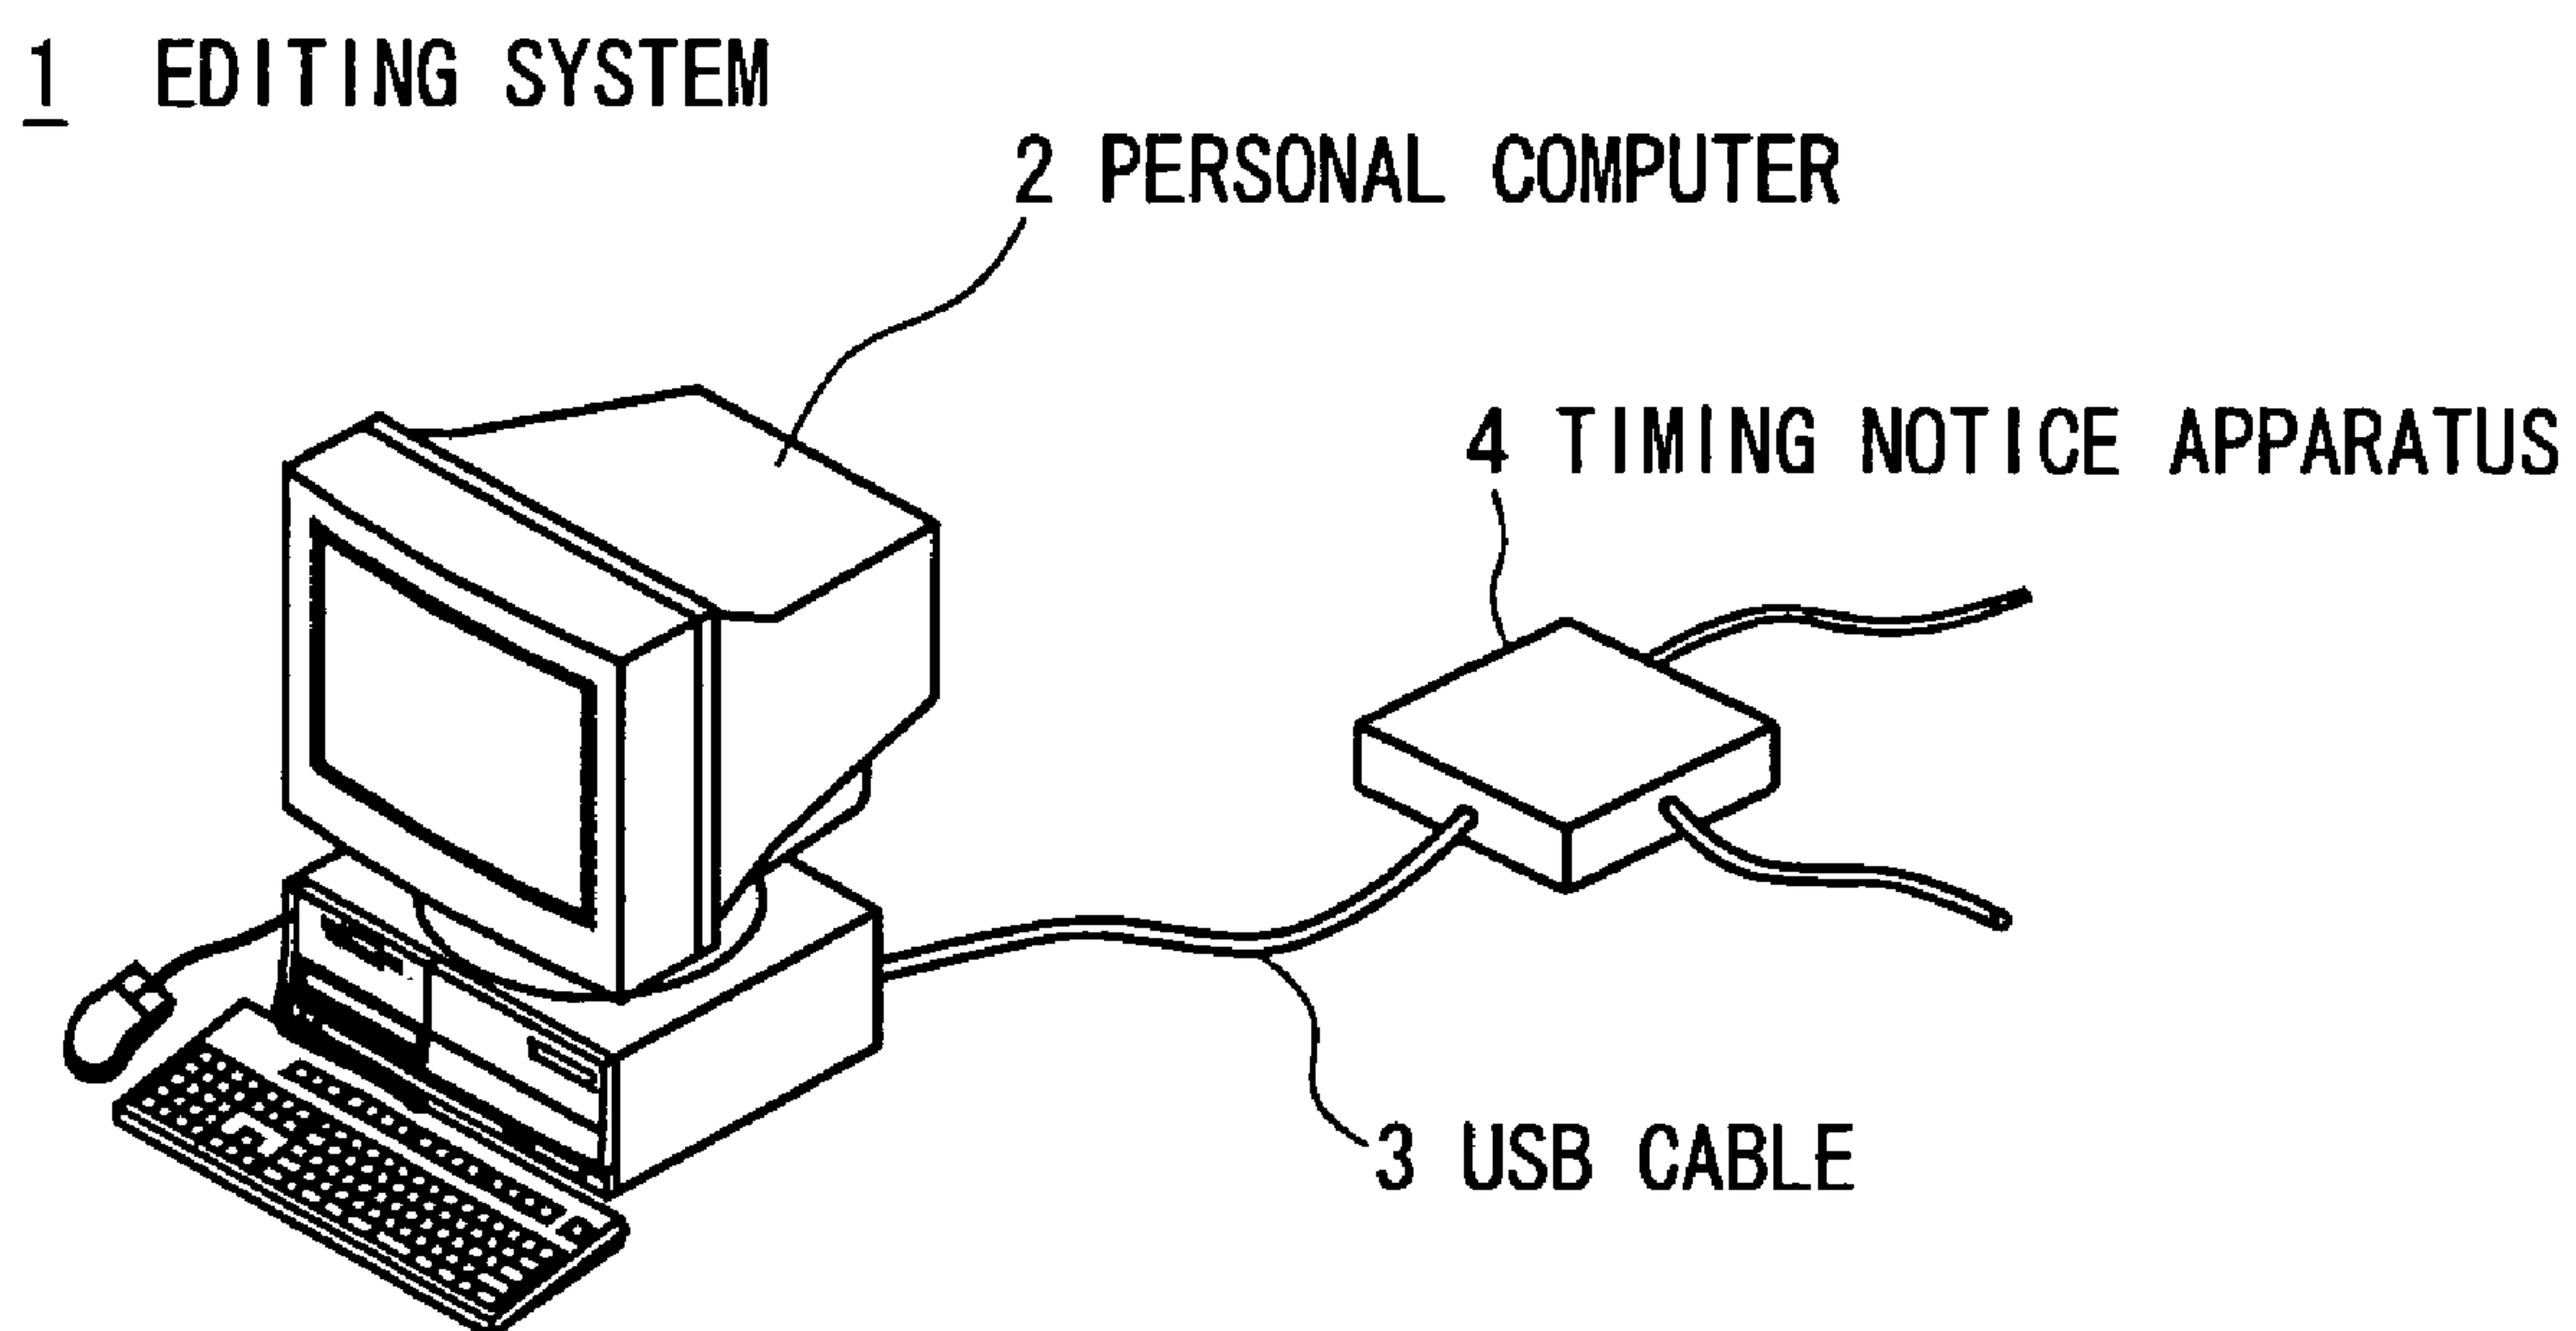 1 EDITING SYSTEM
2 PERSONAL COMPUTER
4 TIMING NOTICE APPARATUS
3 USB CABLE